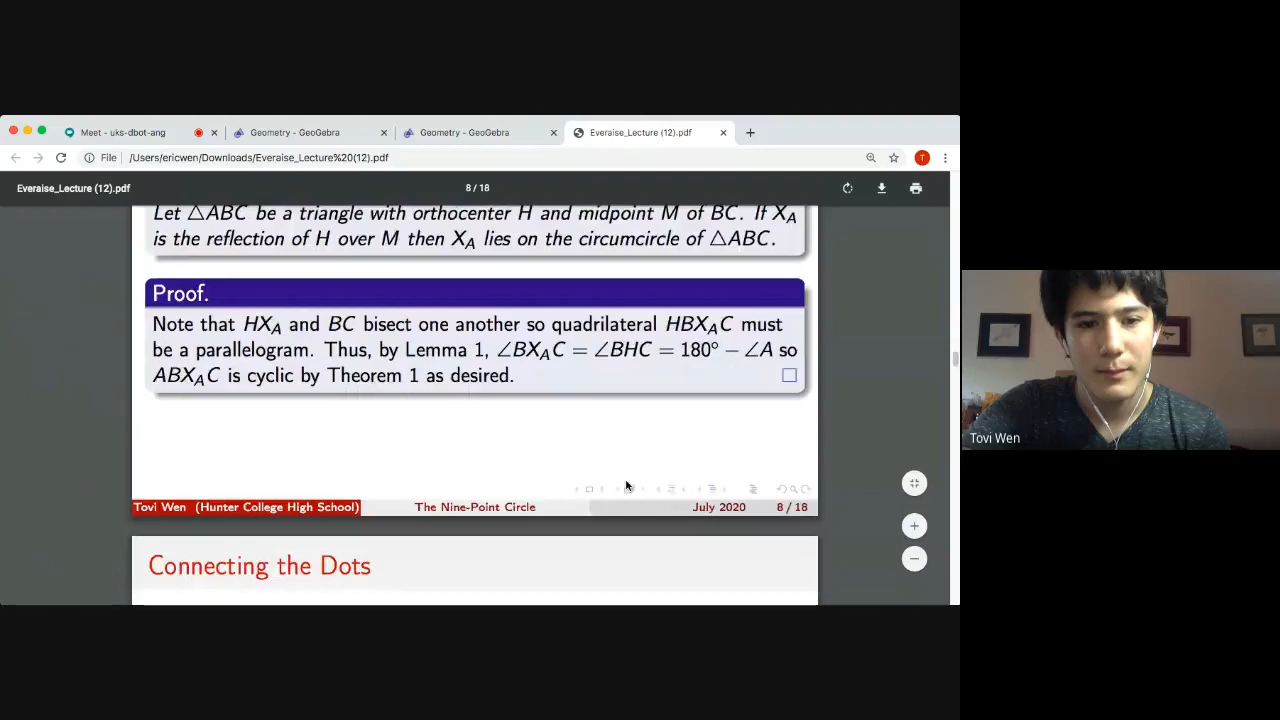 Meet - uks-dbot-ang
Geometry - GeoGebra
Geometry - GeoGebra
Everaise_Lecture (12).pdf
File
/Users/ericwen/Downloads/Everaise_Lecture%20(12).pdf
T
Everaise_Lecture (12).pdf
8 / 18
Let △ABC be a triangle with orthocenter H and midpoint M of BC. If X_A
is the reflection of H over M then X_A lies on the circumcircle of △ABC.
Proof.
Note that HX_A and BC bisect one another so quadrilateral HBX_AC must
be a parallelogram. Thus, by Lemma 1, ∠BX_AC = ∠BHC = 180° − ∠A so
ABX_AC is cyclic by Theorem 1 as desired.
Tovi Wen (Hunter College High School)
The Nine-Point Circle
July 2020
8 / 18
Connecting the Dots
Tovi Wen